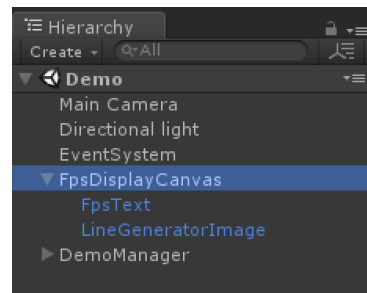 Hierarchy
Create All
Demo
Main Camera
Directional light
EventSystem
FpsDisplayCanvas
FpsText
LineGeneratorImage
DemoManager